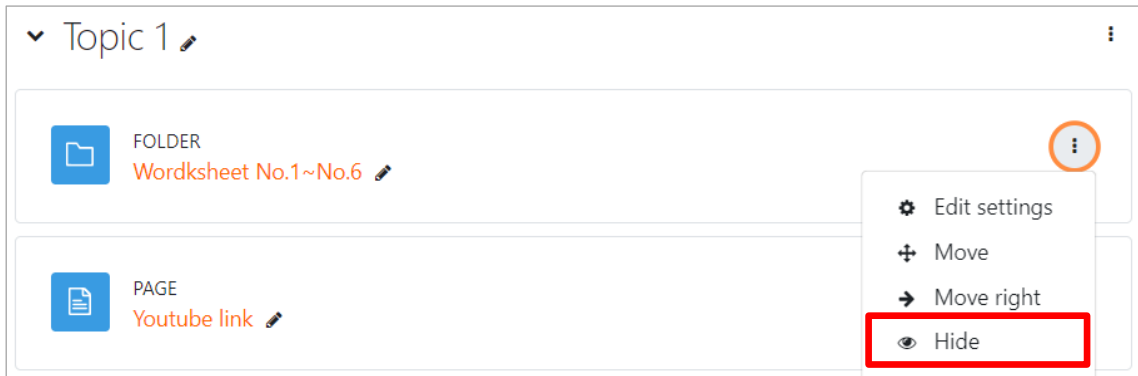 Topic 1
FOLDER
Wordksheet No.1~No.6
Edit settings
Move
PAGE
Move right
Youtube link
Hide